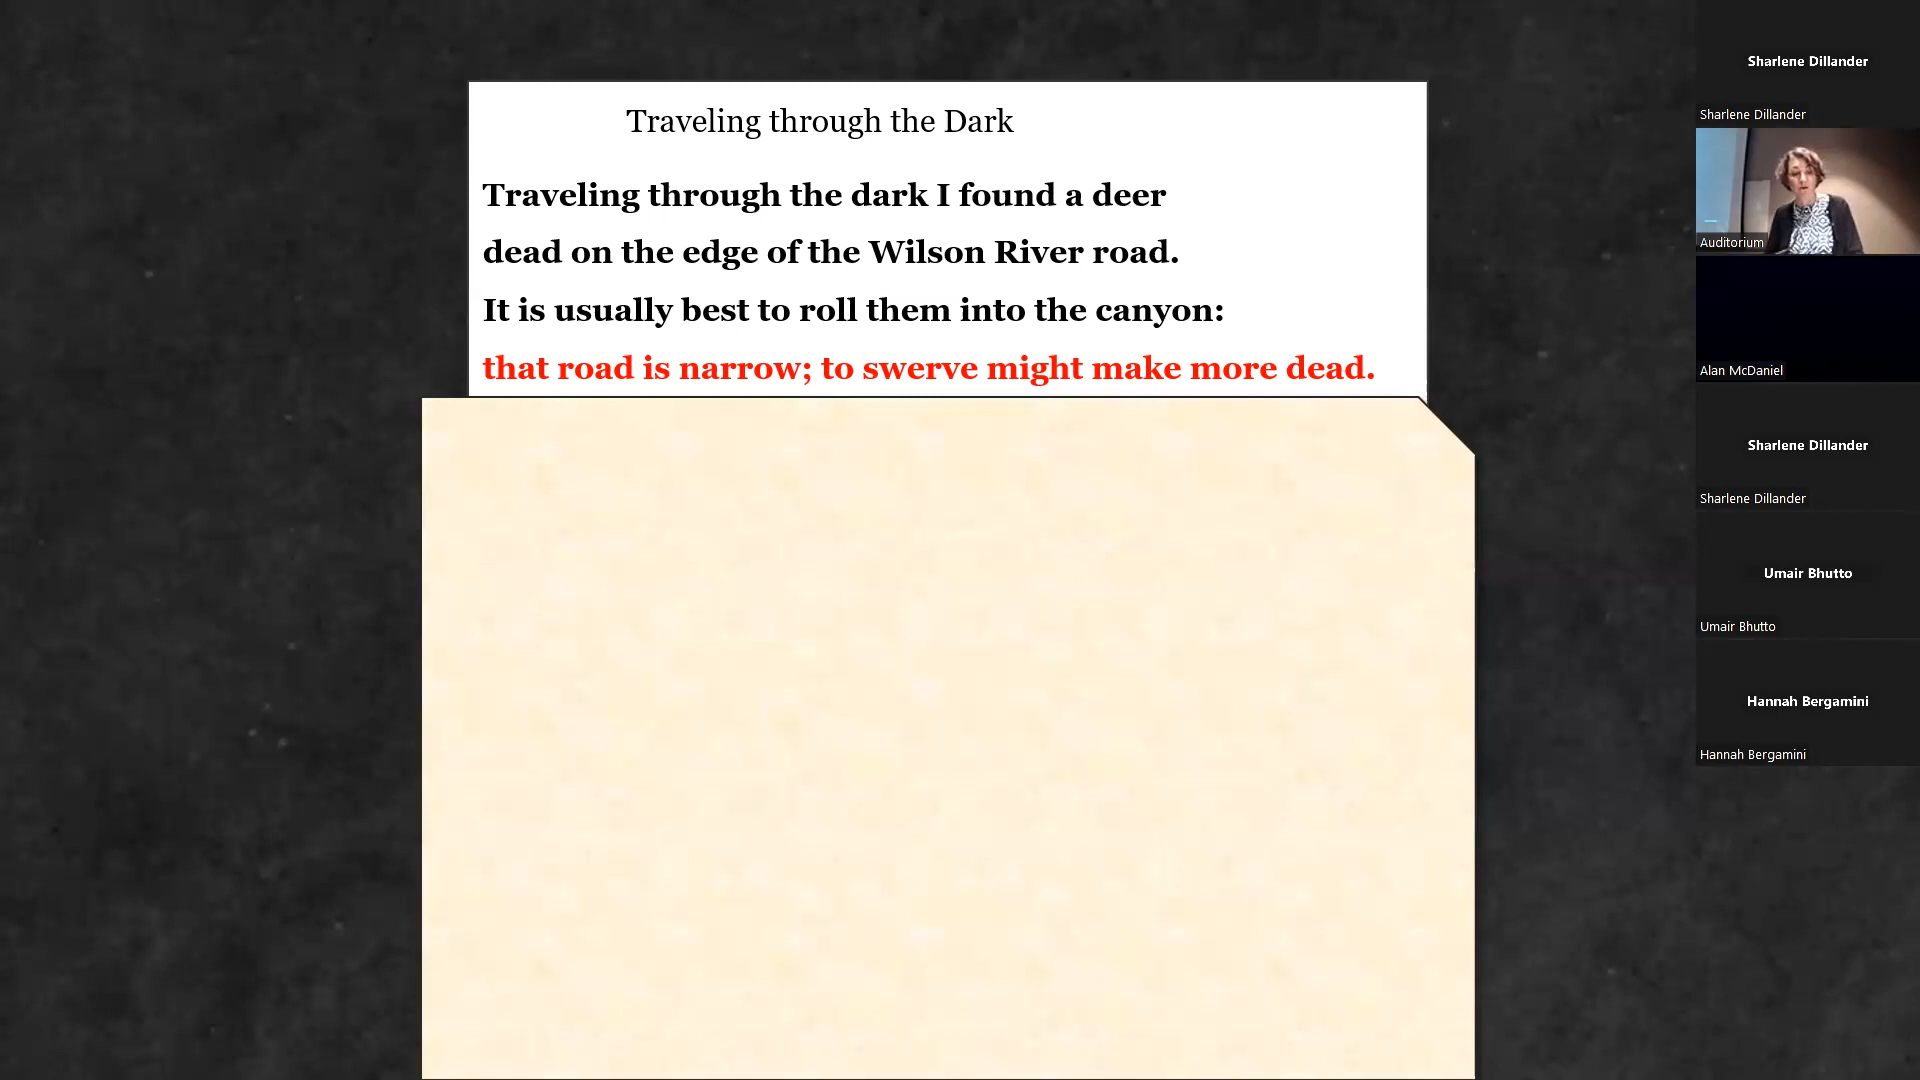 Traveling through the Dark
Traveling through the dark I found a deer
dead on the edge of the Wilson River road.
It is usually best to roll them into the canyon:
that road is narrow; to swerve might make more dead.
Sharlene Dillander
Sharlene Dillander
Auditorium
Alan McDaniel
Sharlene Dillander
Sharlene Dillander
Umair Bhutto
Umair Bhutto
Hannah Bergamini
Hannah Bergamini